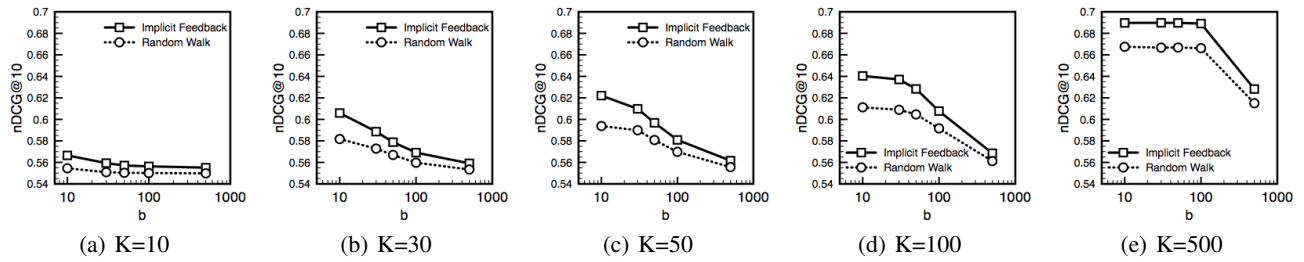 nDCG@10
0.7
0.68
0.66
0.64
0.62
0.6
0.58
0.56
0.54
Implicit Feedback
Random Walk
10
100
1000
b
(a) K=10
nDCG@10
0.7
0.68
0.66
0.64
0.62
0.6
0.58
0.56
0.54
Implicit Feedback
Random Walk
10
100
1000
b
(b) K=30
nDCG@10
0.7
0.68
0.66
0.64
0.62
0.6
0.58
0.56
0.54
Implicit Feedback
Random Walk
10
100
1000
b
(c) K=50
nDCG@10
0.7
0.68
0.66
0.64
0.62
0.6
0.58
0.56
0.54
Implicit Feedback
Random Walk
10
100
1000
b
(d) K=100
nDCG@10
0.7
0.68
0.66
0.64
0.62
0.6
0.58
0.56
0.54
Implicit Feedback
Random Walk
10
100
1000
b
(e) K=500